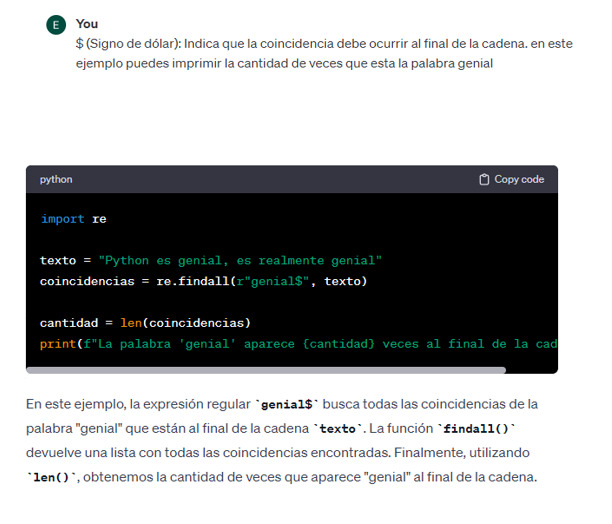 E
You
$ (Signo de dólar): Indica que la coincidencia debe ocurrir al final de la cadena. en este
ejemplo puedes imprimir la cantidad de veces que esta la palabra genial
python
Copy code
import re
texto = "Python es genial, es realmente genial"
coincidencias = re.findall(r"genial$", texto)
cantidad = len(coincidencias)
print(f"La palabra 'genial' aparece {cantidad} veces al final de la cad
En este ejemplo, la expresión regular `genial$` busca todas las coincidencias de la
palabra "genial" que están al final de la cadena `texto`. La función `findall()`
devuelve una lista con todas las coincidencias encontradas. Finalmente, utilizando
`len()`, obtenemos la cantidad de veces que aparece "genial" al final de la cadena.